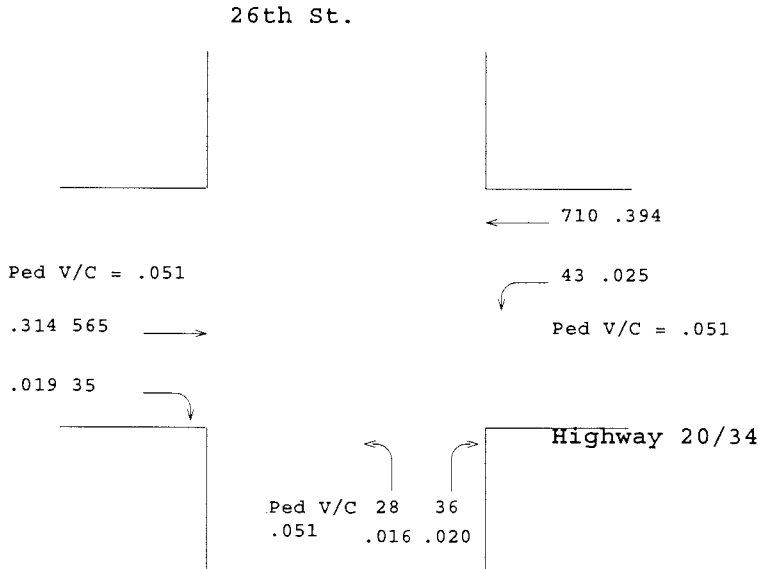 26th St.
710 .394
Ped V/C = .051
43 .025
.314 565
Ped V/C = .051
.019 35
Highway 20/34
Ped V/C 28 36
.051 .016 .020